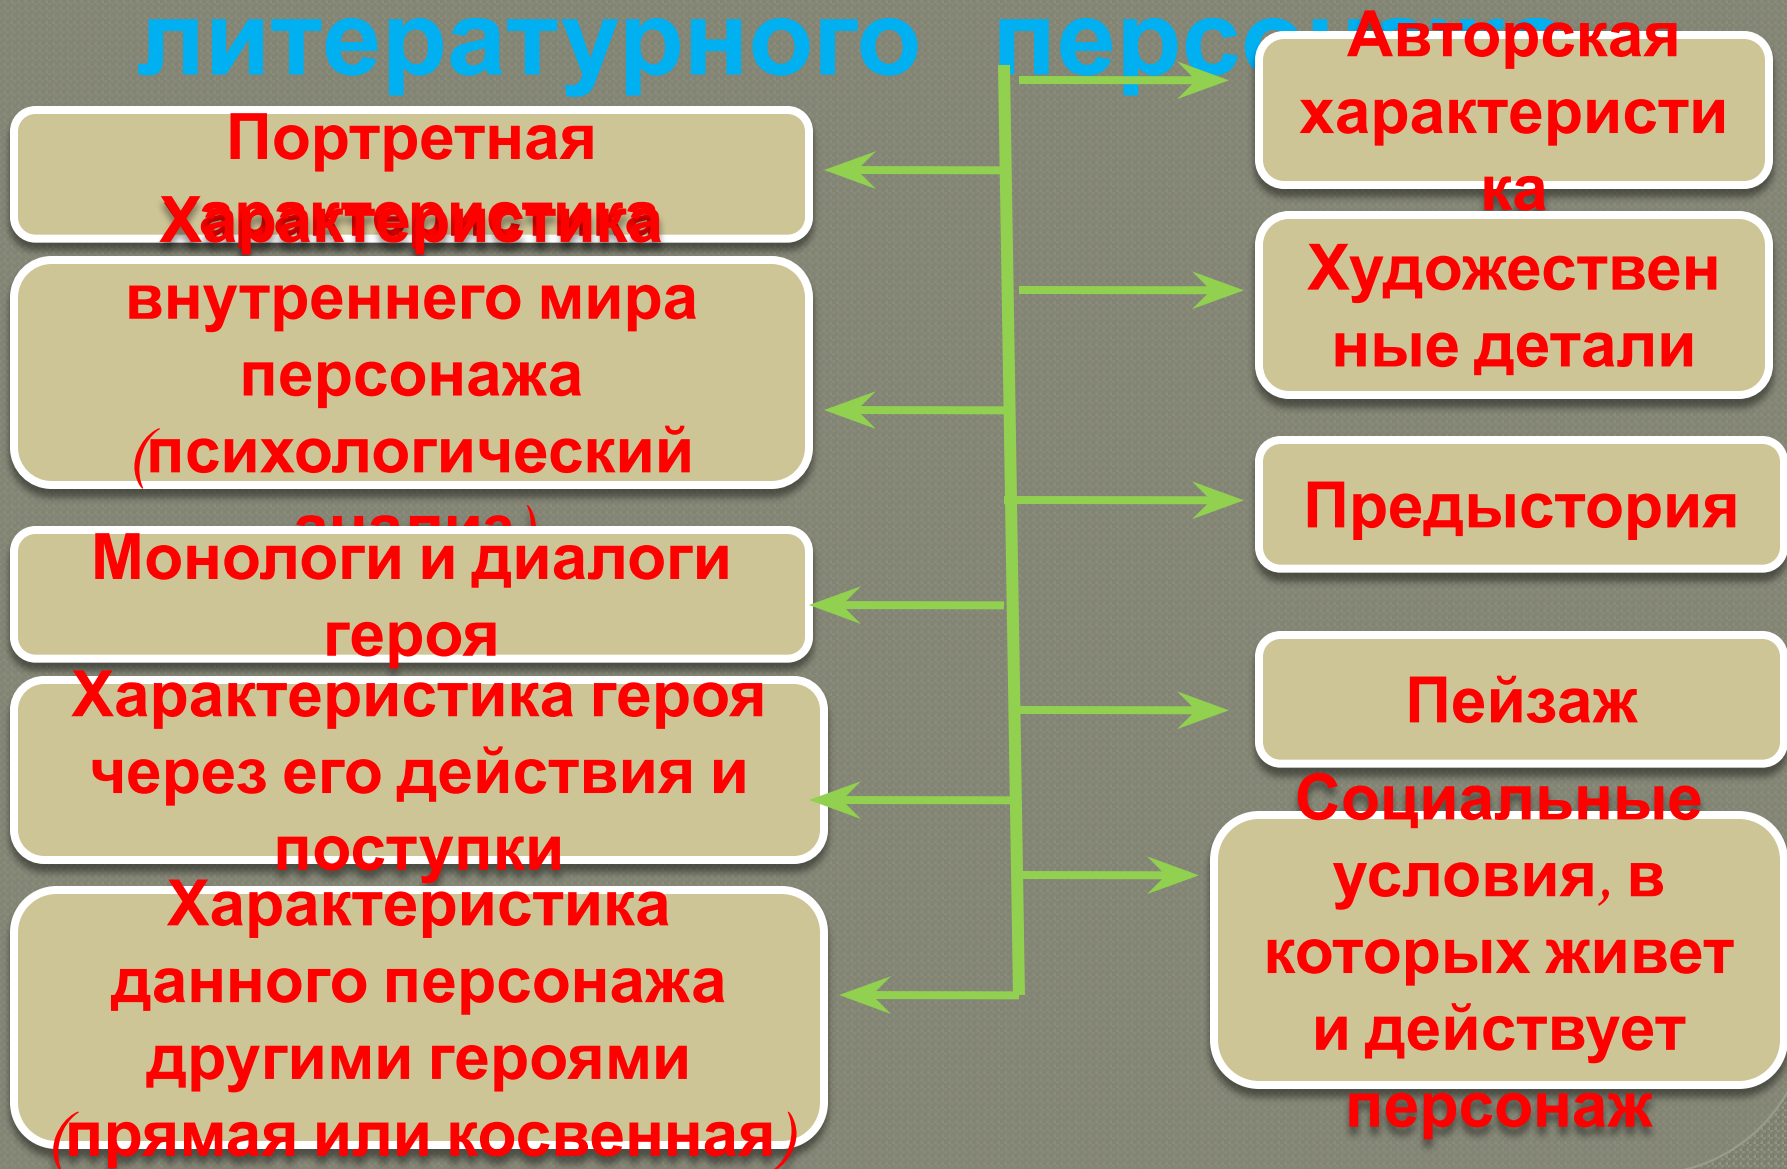 литературного
Портретная
характеристика
Характеристика
внутреннего мира
персонажа
(психологический
анализ)
Монологи и диалоги
героя
Характеристика героя
через его действия и
поступки
Характеристика
данного персонажа
другими героями
(прямая или косвенная)
Авторская
характеристи
ка
Художествен
ные детали
Предыстория
Пейзаж
Социальные
условия, в
которых живет
и действует
персонаж